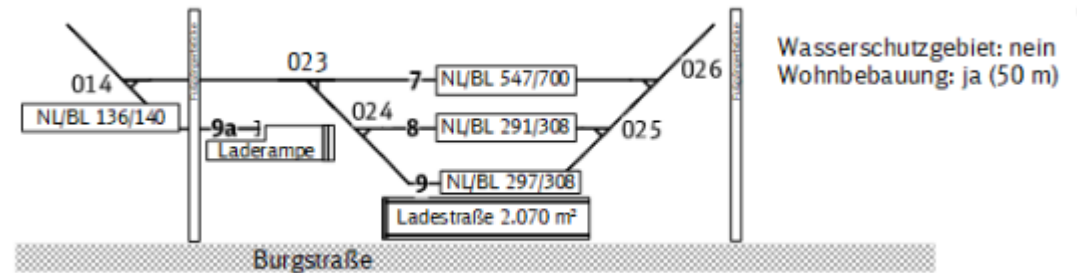 Wasserschutzgebiet: nein
Wohnbebauung: ja (50 m)
014
023
026
7
NL/BL 547/700
NL/BL 136/140
9a
024
8
NL/BL 291/308
025
Laderampe
9
NL/BL 297/308
Ladestraße 2.070 m²
Burgstraße